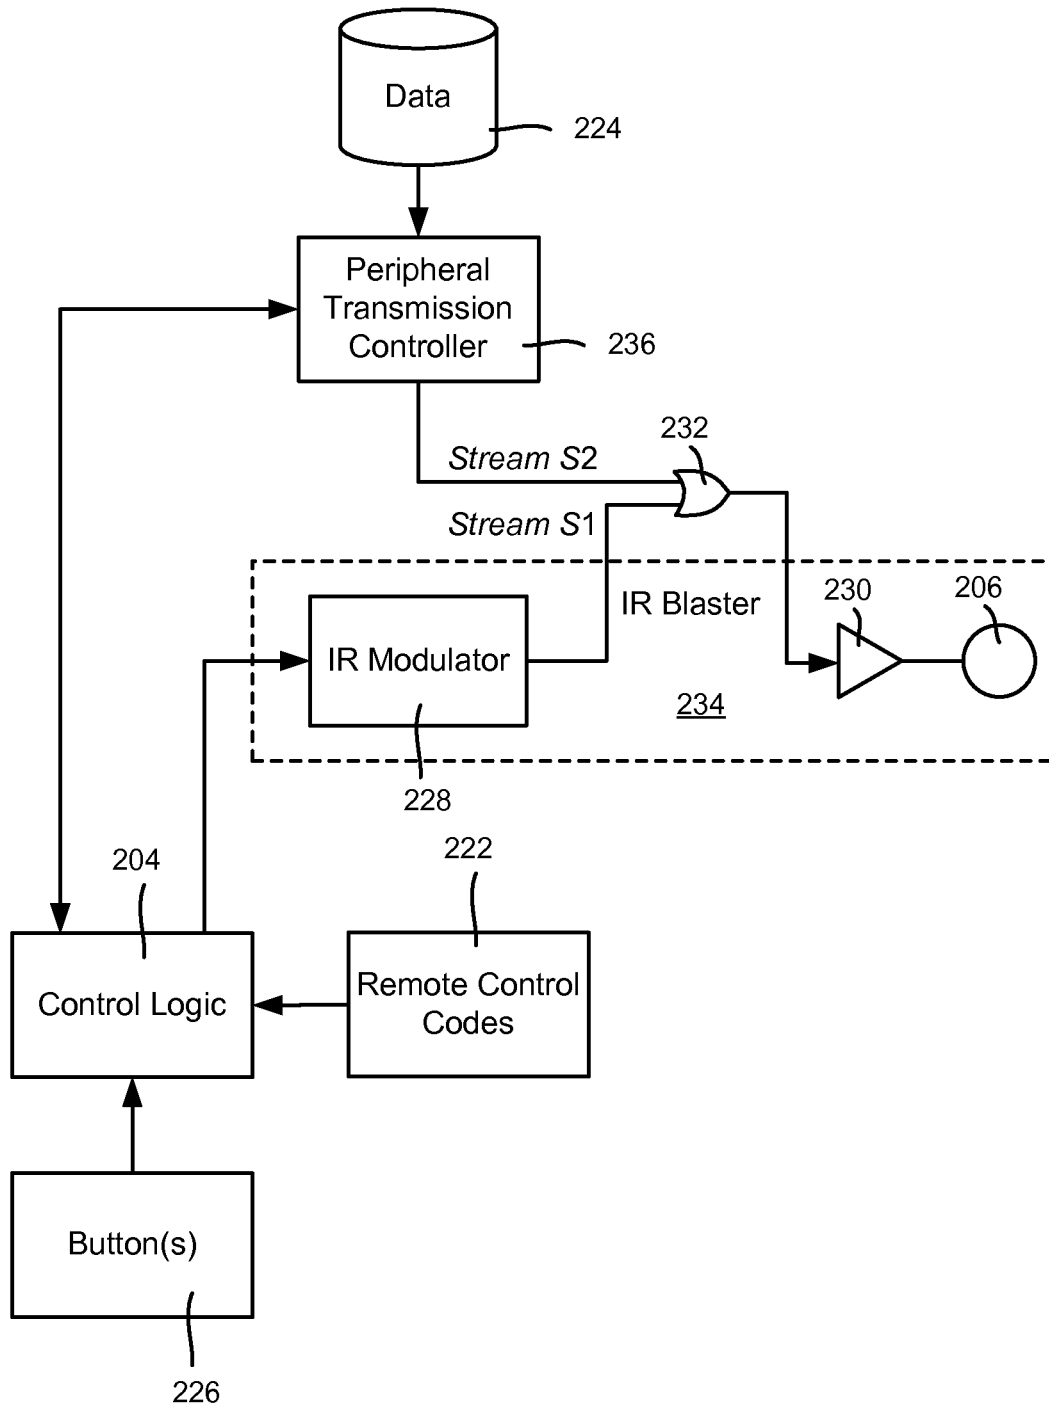 Data
224
Peripheral
Transmission
Controller
236
232
Stream S2
Stream S1
IR Blaster
230
206
IR Modulator
234
228
204
222
Control Logic
Remote Control
Codes
Button(s)
226